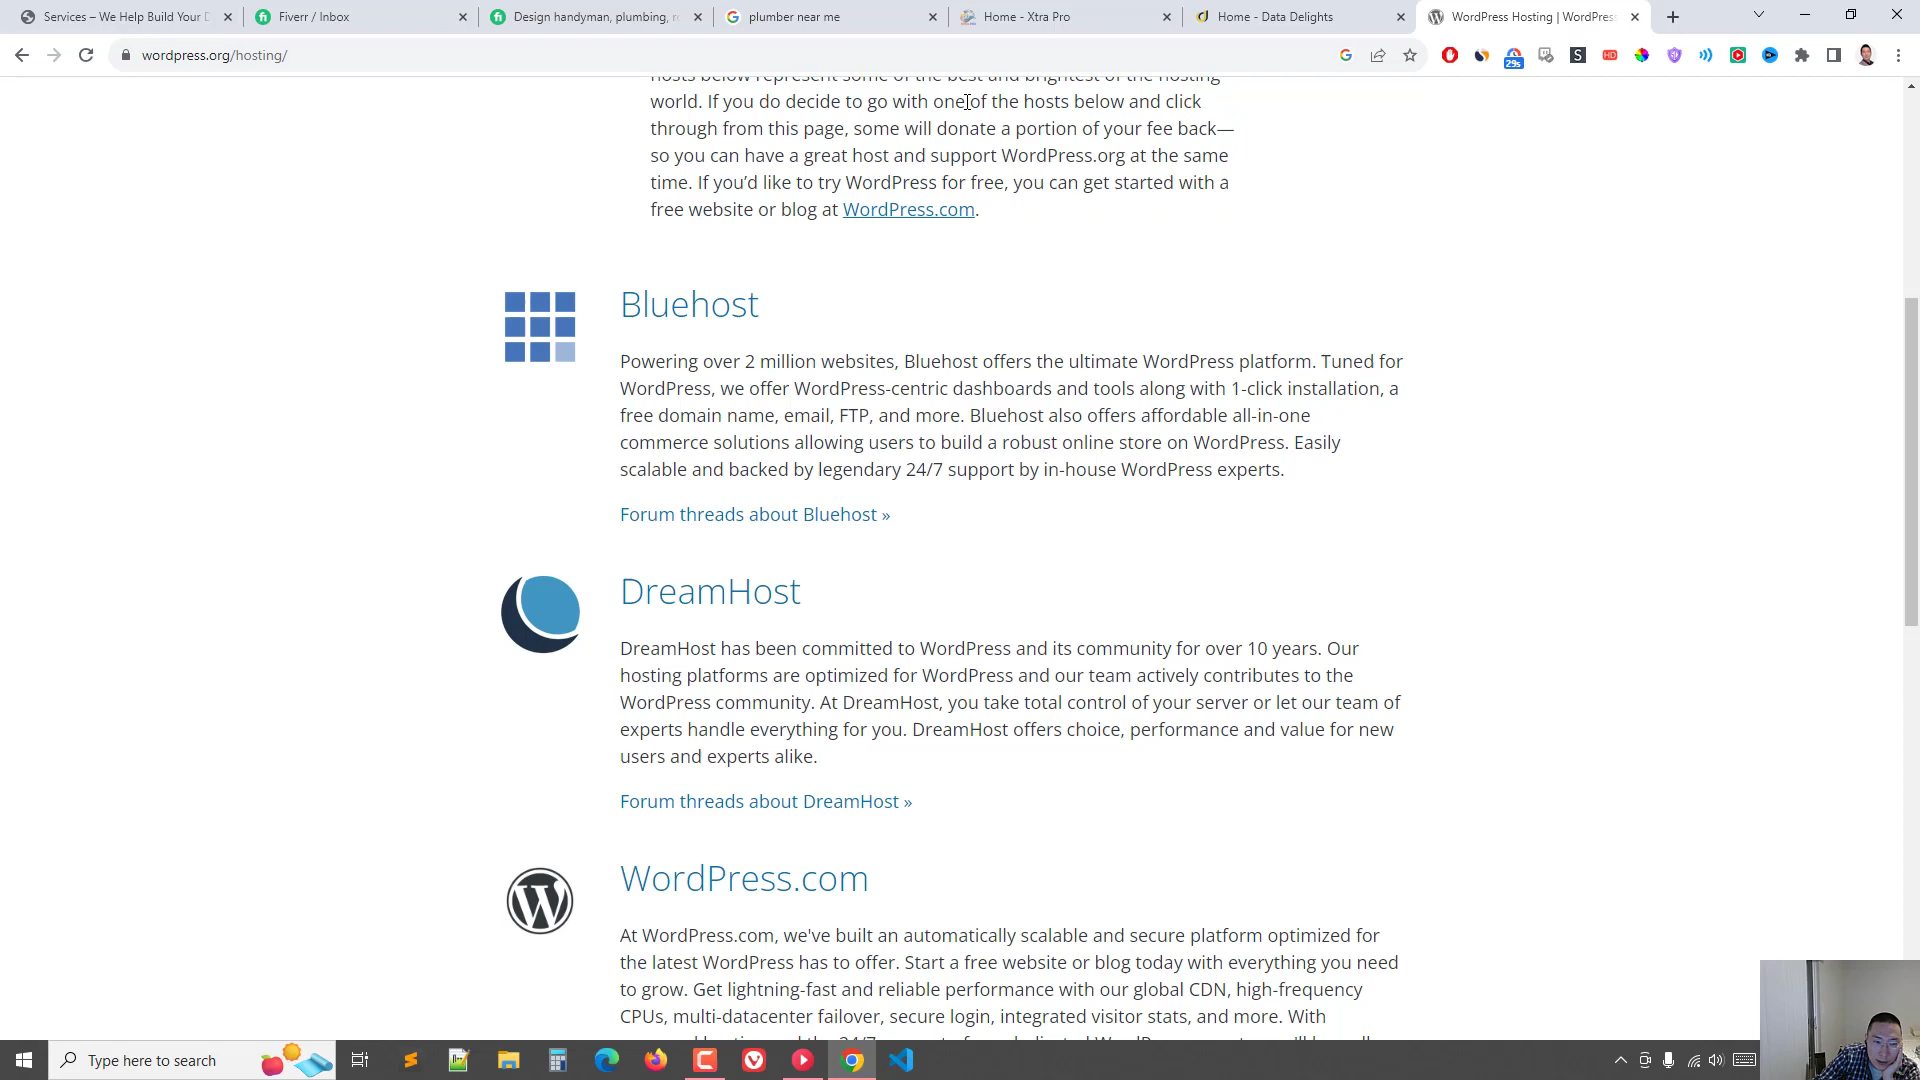 Services – We Help Build Your D
Fiverr / Inbox
Design handyman, plumbing, r
plumber near me
Home - Xtra Pro
Home - Data Delights
WordPress Hosting | WordPress
wordpress.org/hosting/
29s
HD
hosts below represent some of the best and brightest of the hosting
world. If you do decide to go with one of the hosts below and click
through from this page, some will donate a portion of your fee back—
so you can have a great host and support WordPress.org at the same
time. If you’d like to try WordPress for free, you can get started with a
free website or blog at WordPress.com.
Bluehost
Powering over 2 million websites, Bluehost offers the ultimate WordPress platform. Tuned for
WordPress, we offer WordPress-centric dashboards and tools along with 1-click installation, a
free domain name, email, FTP, and more. Bluehost also offers affordable all-in-one
commerce solutions allowing users to build a robust online store on WordPress. Easily
scalable and backed by legendary 24/7 support by in-house WordPress experts.
Forum threads about Bluehost »
DreamHost
DreamHost has been committed to WordPress and its community for over 10 years. Our
hosting platforms are optimized for WordPress and our team actively contributes to the
WordPress community. At DreamHost, you take total control of your server or let our team of
experts handle everything for you. DreamHost offers choice, performance and value for new
users and experts alike.
Forum threads about DreamHost »
WordPress.com
At WordPress.com, we've built an automatically scalable and secure platform optimized for
the latest WordPress has to offer. Start a free website or blog today with everything you need
to grow. Get lightning-fast and reliable performance with our global CDN, high-frequency
CPUs, multi-datacenter failover, secure login, integrated visitor stats, and more. With
Type here to search